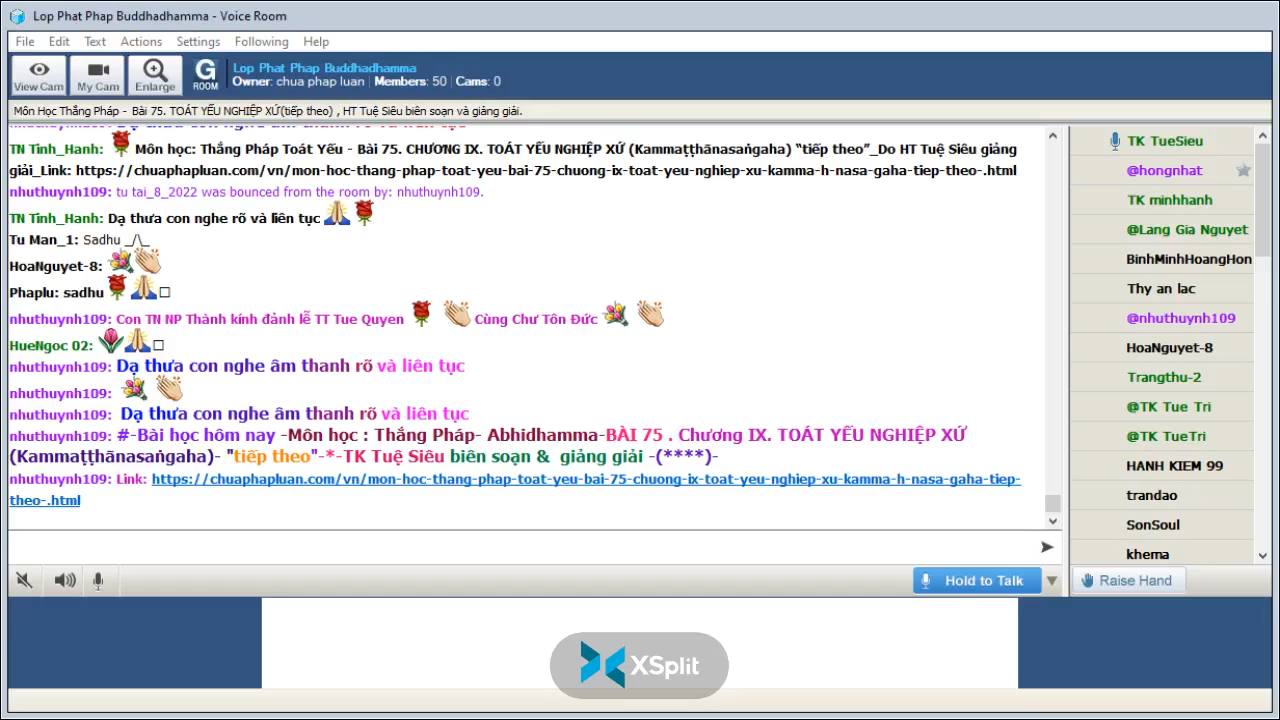 Lop Phat Phap Buddhadhamma - Voice Room
File Edit Text Actions Settings Following Help
View Cam My Cam Enlarge G ROOM
Lop Phat Phap Buddhadhamma
Owner: chua phap luan | Members: 50 | Cams: 0
Môn Học Thắng Pháp - Bài 75. TOÁT YẾU NGHIỆP XỨ(tiếp theo) , HT Tuệ Siêu biên soạn và giảng giải.
TN Tinh_Hanh: Môn học: Thắng Pháp Toát Yếu - Bài 75. CHƯƠNG IX. TOÁT YẾU NGHIỆP XỨ (Kammaṭṭhānasaṅgaha) "tiếp theo"_Do HT Tuệ Siêu giảng
giải_Link: https://chuaphapluan.com/vn/mon-hoc-thang-phap-toat-yeu-bai-75-chuong-ix-toat-yeu-nghiep-xu-kamma-h-nasa-gaha-tiep-theo-.html
nhuthuynh109: tu tai_8_2022 was bounced from the room by: nhuthuynh109.
TN Tinh_Hanh: Dạ thưa con nghe rõ và liên tục
Tu Man_1: Sadhu _/\_
HoaNguyet-8:
Phaplu: sadhu
nhuthuynh109: Con TN NP Thành kính đảnh lễ TT Tue Quyen Cùng Chư Tôn Đức
HueNgoc 02:
nhuthuynh109: Dạ thưa con nghe âm thanh rõ và liên tục
nhuthuynh109:
nhuthuynh109: Dạ thưa con nghe âm thanh rõ và liên tục
nhuthuynh109: #-Bài học hôm nay -Môn học : Thắng Pháp- Abhidhamma-BÀI 75 . Chương IX. TOÁT YẾU NGHIỆP XỨ
(Kammaṭṭhānasaṅgaha)- "tiếp theo"-*-TK Tuệ Siêu biên soạn & giảng giải -(****)-
nhuthuynh109: Link: https://chuaphapluan.com/vn/mon-hoc-thang-phap-toat-yeu-bai-75-chuong-ix-toat-yeu-nghiep-xu-kamma-h-nasa-gaha-tiep-
theo-.html
TK TueSieu
@hongnhat
TK minhhanh
@Lang Gia Nguyet
BinhMinhHoangHon
Thy an lac
@nhuthuynh109
HoaNguyet-8
Trangthu-2
@TK Tue Tri
@TK TueTri
HANH KIEM 99
trandao
SonSoul
khema
Hold to Talk
Raise Hand
XSplit